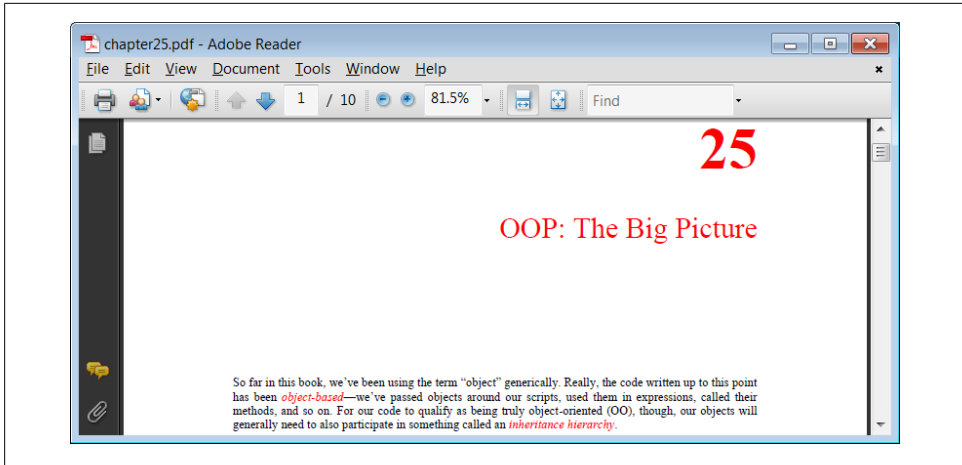 chapter25.pdf - Adobe Reader
File Edit View Document Tools Window Help
1 / 10 81.5% Find
25
OOP: The Big Picture
So far in this book, we’ve been using the term “object” generically. Really, the code written up to this point
has been object-based—we’ve passed objects around our scripts, used them in expressions, called their
methods, and so on. For our code to qualify as being truly object-oriented (OO), though, our objects will
generally need to also participate in something called an inheritance hierarchy.